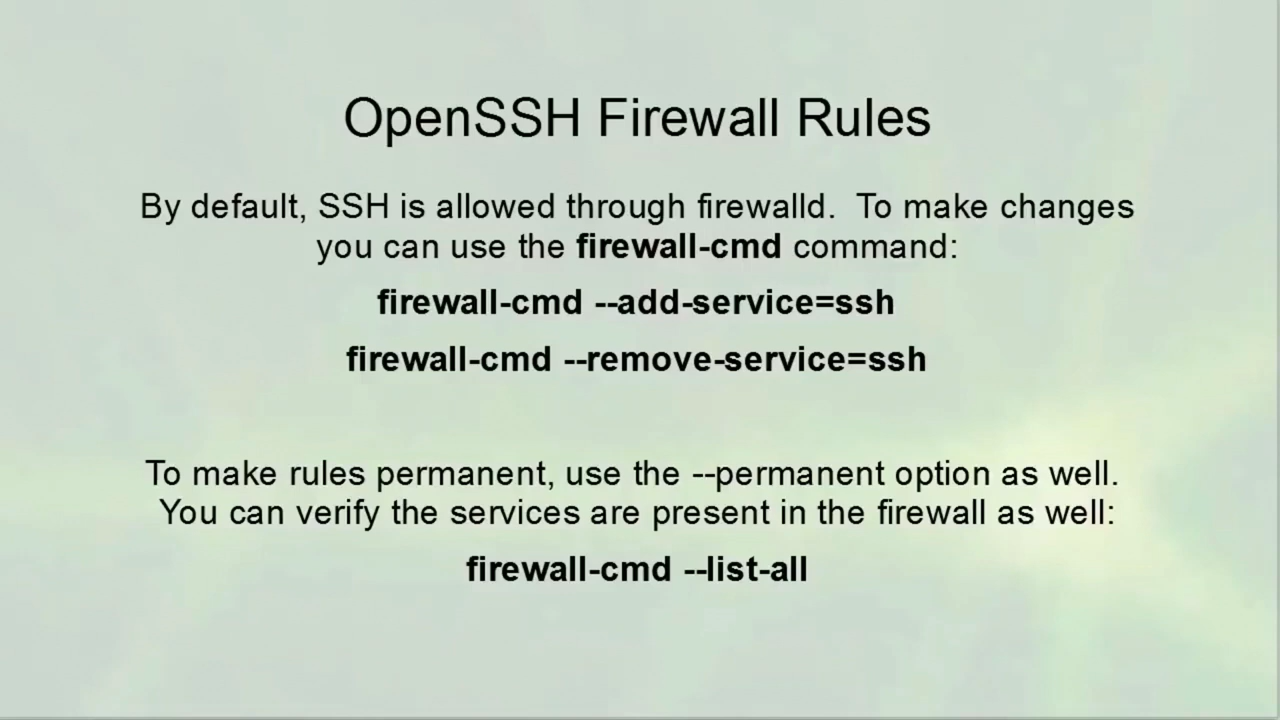 OpenSSH Firewall Rules
By default, SSH is allowed through firewalld.  To make changes
you can use the firewall-cmd command:
firewall-cmd --add-service=ssh
firewall-cmd --remove-service=ssh
To make rules permanent, use the --permanent option as well.
You can verify the services are present in the firewall as well:
firewall-cmd --list-all